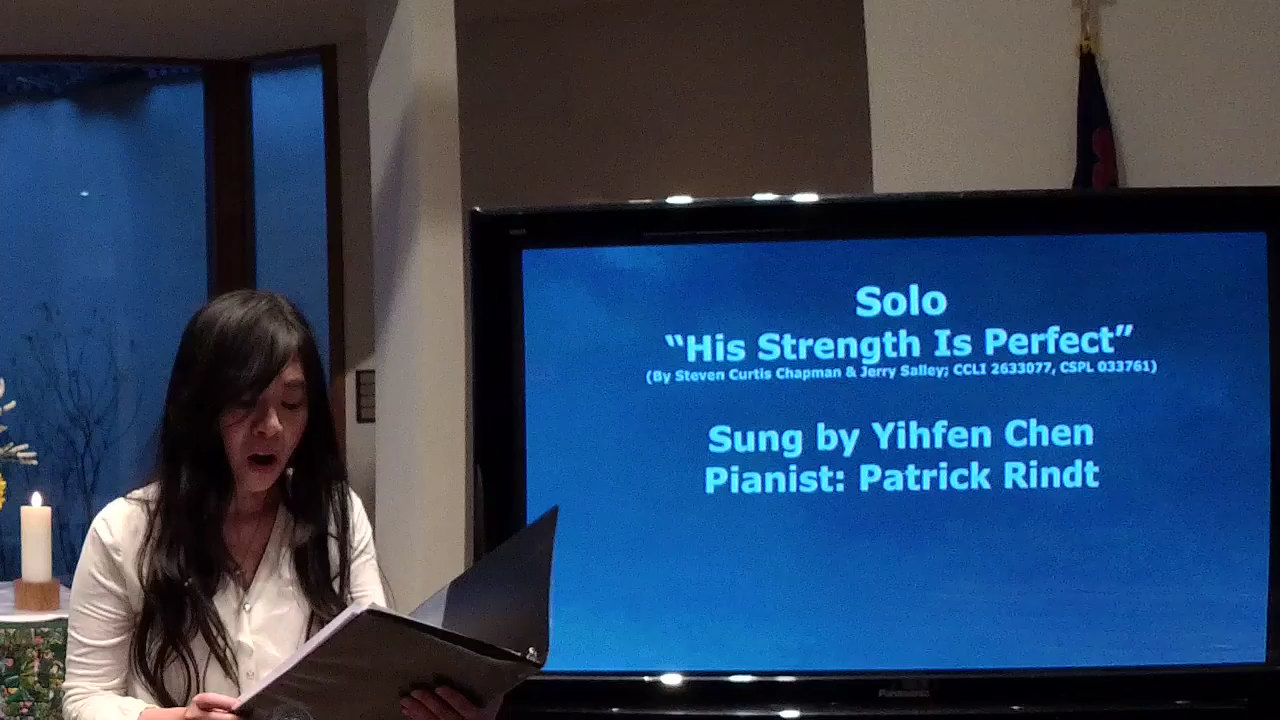 Solo
“His Strength Is Perfect”
(By Steven Curtis Chapman & Jerry Salley; CCLI 2633077, CSPL 033761)
Sung by Yihfen Chen
Pianist: Patrick Rindt
Panasonic